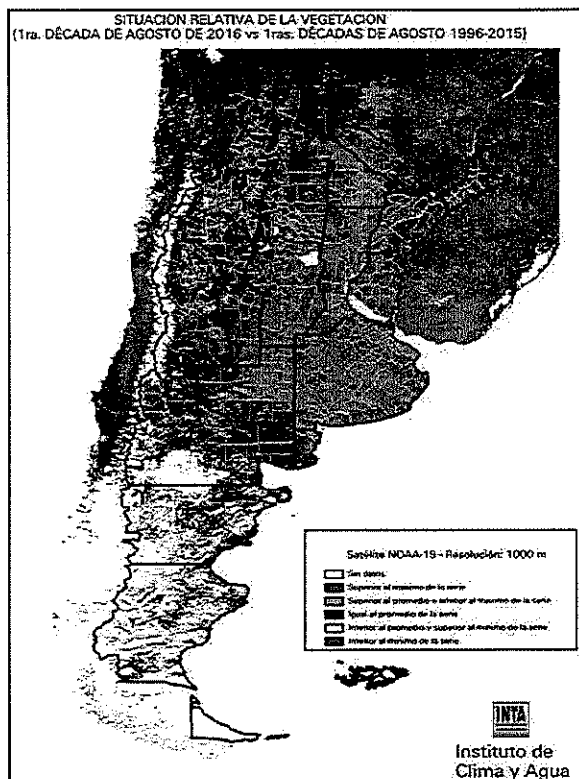 SITUACIÓN RELATIVA DE LA VEGETACION
(1ra. DÉCADA DE AGOSTO DE 2016 vs 1ras. DÉCADAS DE AGOSTO 1996-2015)
Satélite NOAA-19 - Resolución: 1000 m
Sin datos
Superior al máximo de la serie
Superior al promedio e inferior al máximo de la serie
Igual al promedio de la serie
Inferior al promedio y superior al mínimo de la serie
Inferior al mínimo de la serie
INTA
Instituto de
Clima y Agua